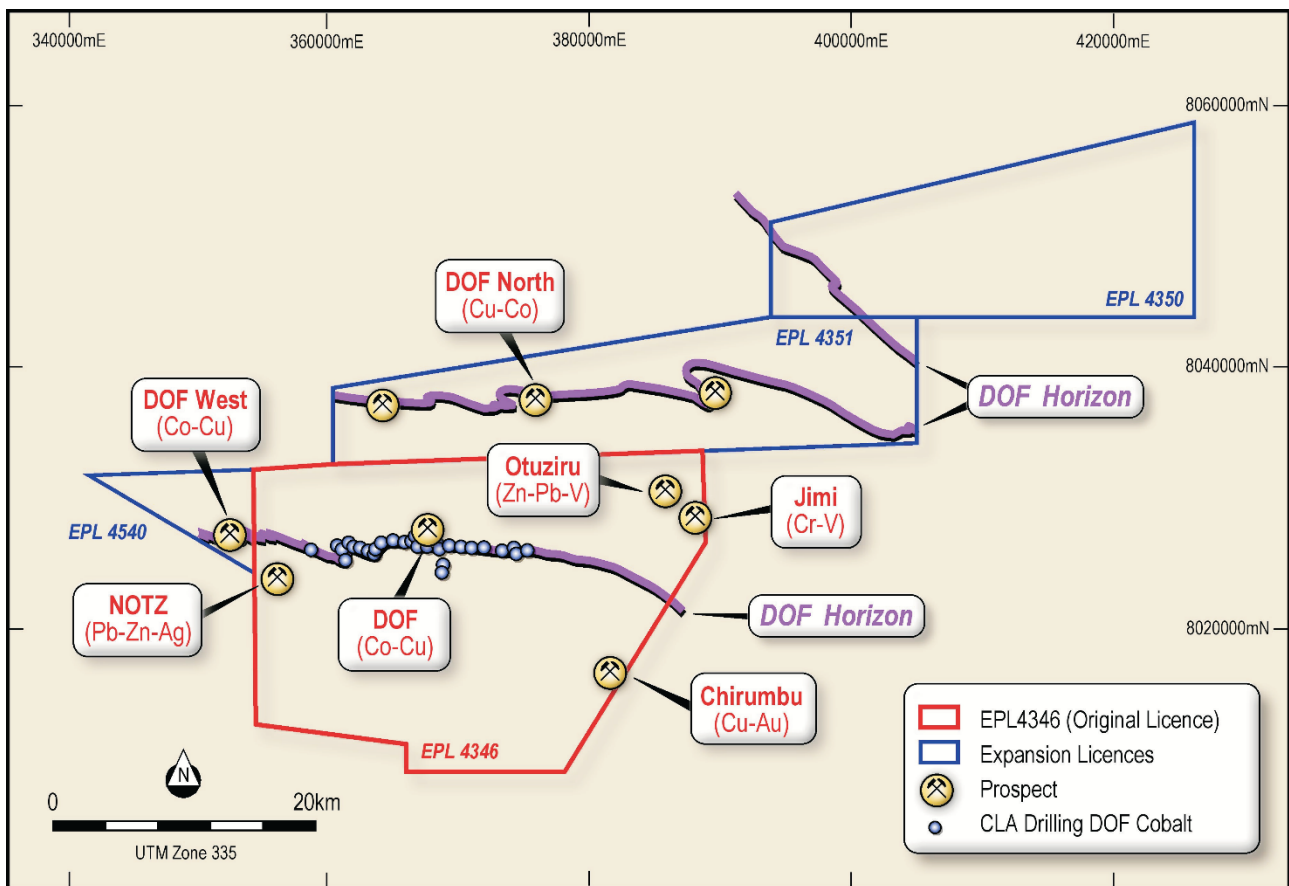 340000mE
360000mE
380000mE
400000mE
420000mE
8060000mN
EPL 4350
DOF North
(Cu-Co)
EPL 4351
8040000mN
DOF West
(Co-Cu)
DOF Horizon
Otuziru
(Zn-Pb-V)
Jimi
(Cr-V)
EPL 4540
NOTZ
(Pb-Zn-Ag)
DOF
(Co-Cu)
DOF Horizon
8020000mN
Chirumbu
(Cu-Au)
EPL 4346
N
0
20km
UTM Zone 335
EPL4346 (Original Licence)
Expansion Licences
Prospect
CLA Drilling DOF Cobalt